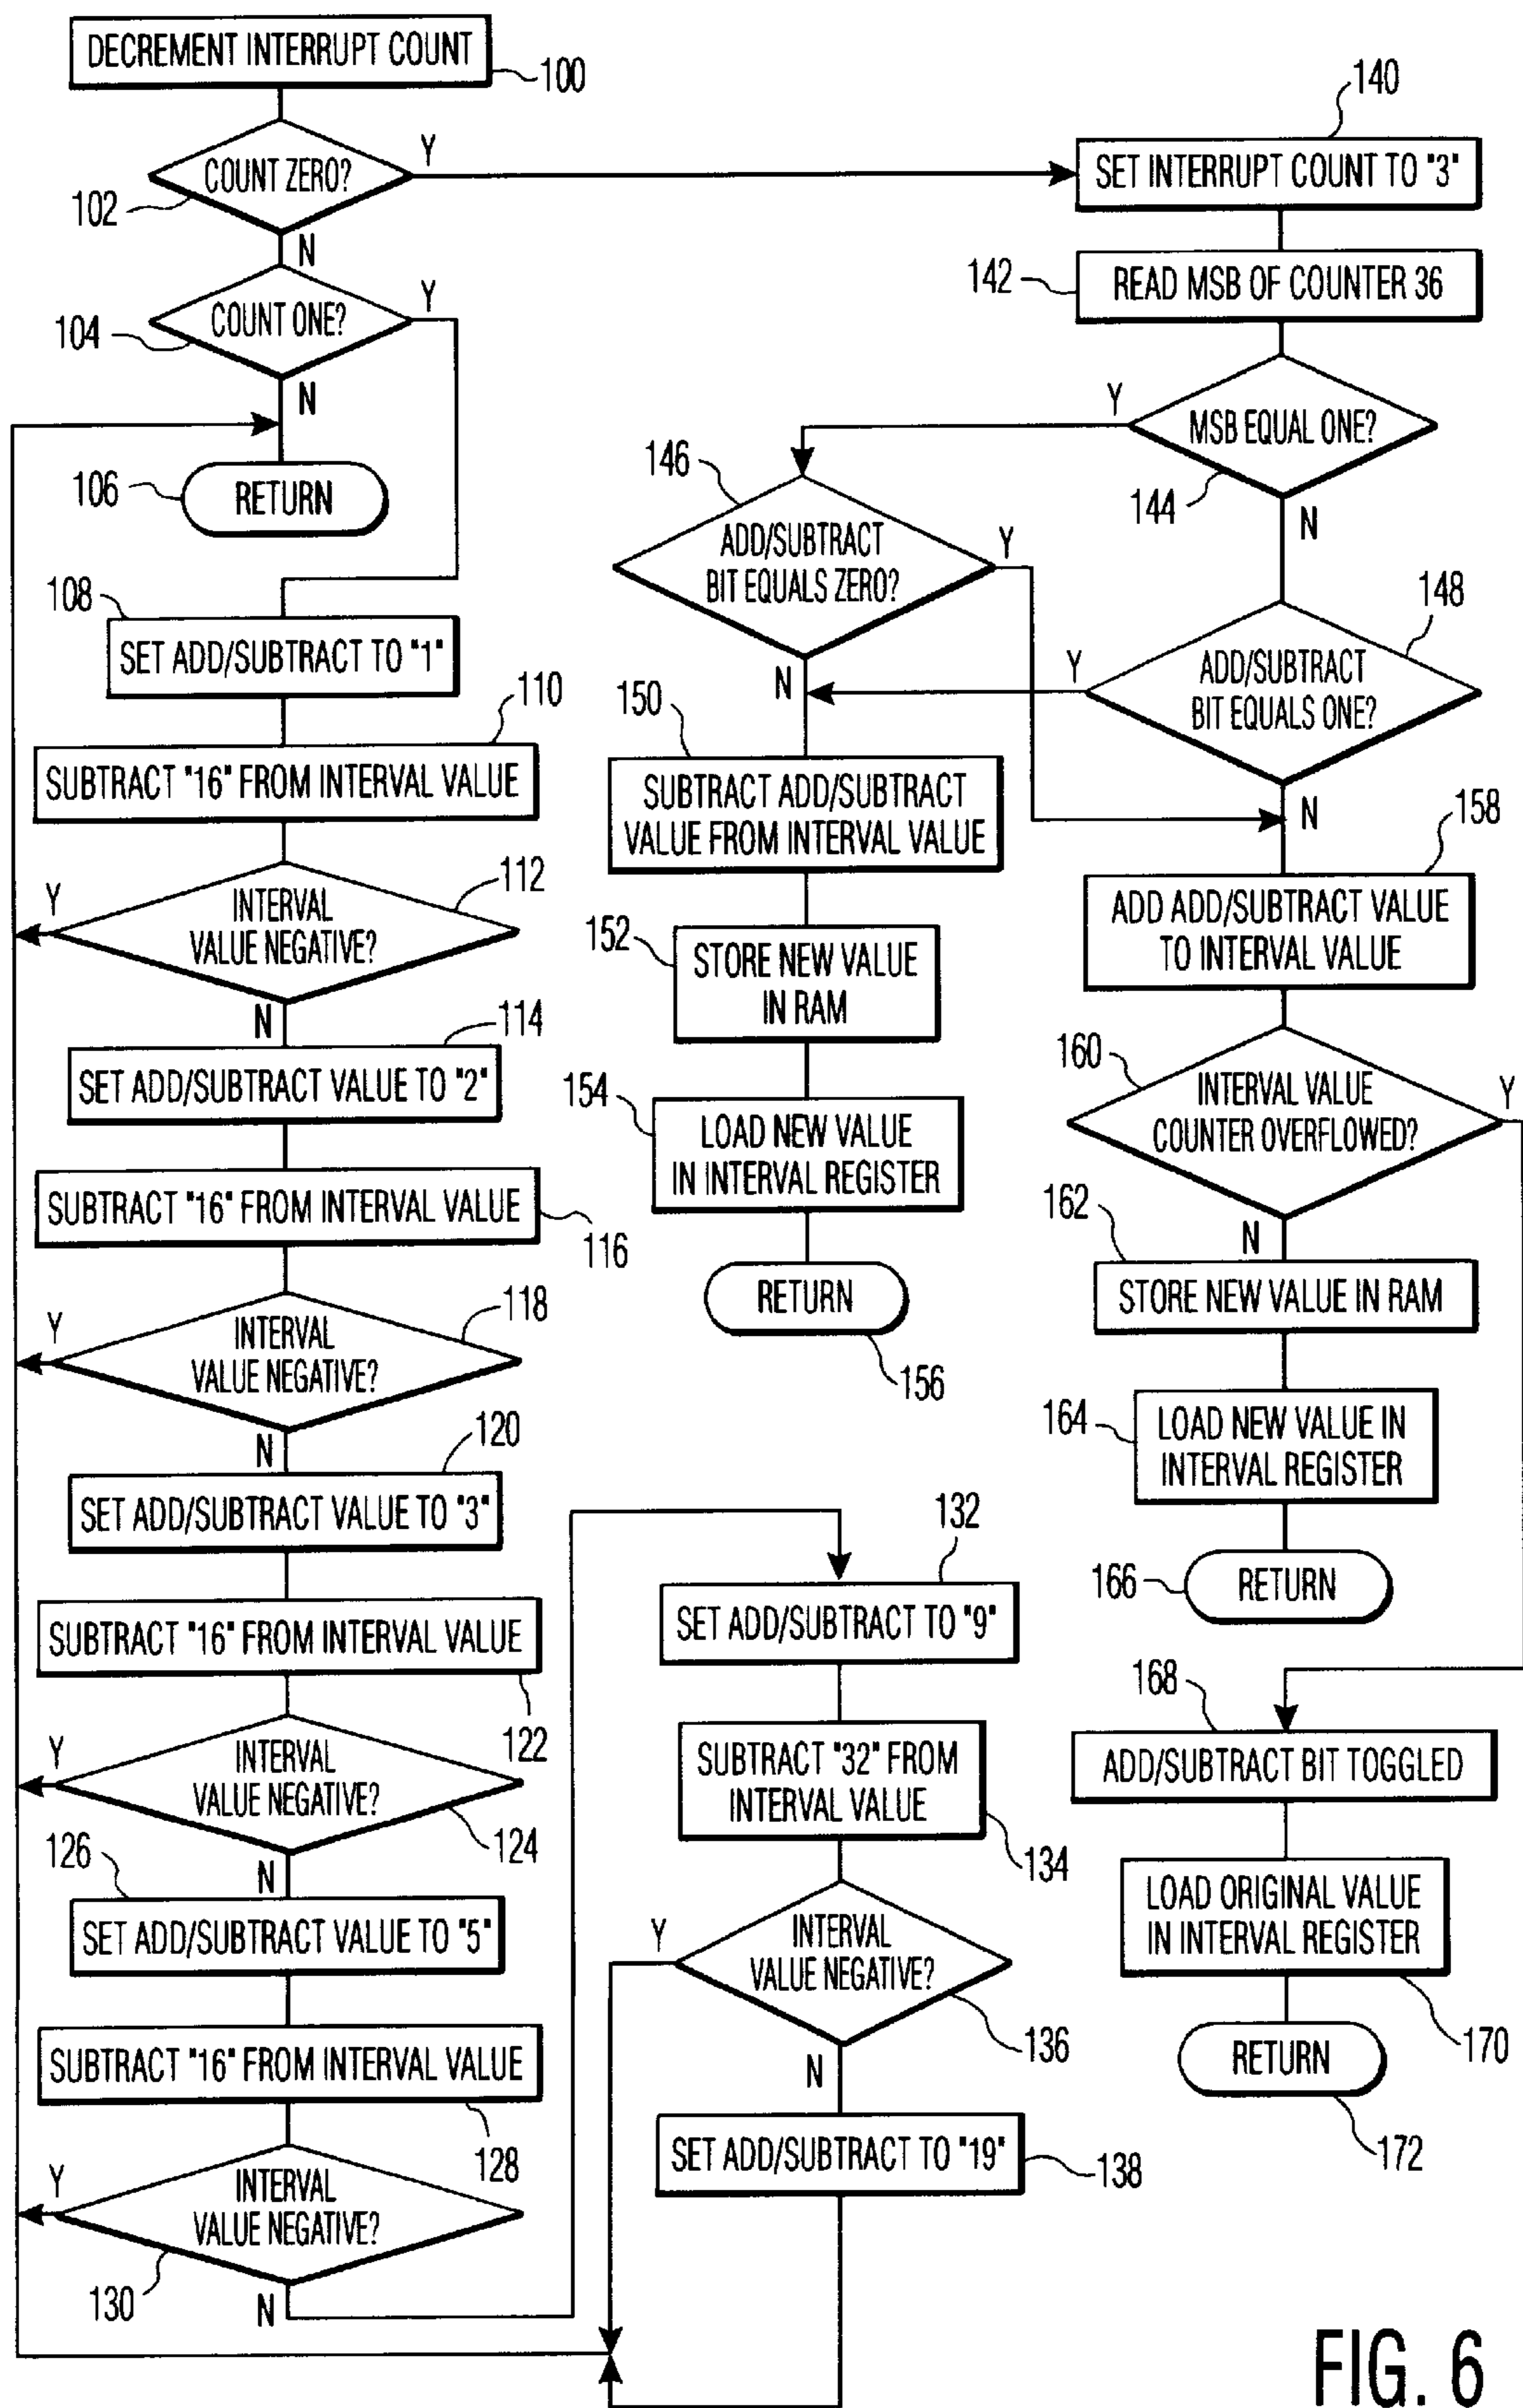 DECREMENT INTERRUPT COUNT
100
COUNT ZERO?
Y
102
N
COUNT ONE?
Y
104
N
RETURN
106
108
SET ADD/SUBTRACT TO "1"
110
SUBTRACT "16" FROM INTERVAL VALUE
112
Y
INTERVAL
VALUE NEGATIVE?
N
114
SET ADD/SUBTRACT VALUE TO "2"
SUBTRACT "16" FROM INTERVAL VALUE
116
118
Y
INTERVAL
VALUE NEGATIVE?
N
120
SET ADD/SUBTRACT VALUE TO "3"
SUBTRACT "16" FROM INTERVAL VALUE
122
Y
INTERVAL
VALUE NEGATIVE?
124
126
N
SET ADD/SUBTRACT VALUE TO "5"
SUBTRACT "16" FROM INTERVAL VALUE
128
Y
INTERVAL
VALUE NEGATIVE?
130
N
132
SET ADD/SUBTRACT TO "9"
SUBTRACT "32" FROM
INTERVAL VALUE
134
Y
INTERVAL
VALUE NEGATIVE?
136
N
SET ADD/SUBTRACT TO "19"
138
140
SET INTERRUPT COUNT TO "3"
142
READ MSB OF COUNTER 36
Y
MSB EQUAL ONE?
144
N
146
ADD/SUBTRACT
BIT EQUALS ZERO?
Y
N
148
Y
ADD/SUBTRACT
BIT EQUALS ONE?
N
150
SUBTRACT ADD/SUBTRACT
VALUE FROM INTERVAL VALUE
152
STORE NEW VALUE
IN RAM
154
LOAD NEW VALUE
IN INTERVAL REGISTER
RETURN
156
158
ADD ADD/SUBTRACT VALUE
TO INTERVAL VALUE
160
INTERVAL VALUE
COUNTER OVERFLOWED?
Y
N
162
STORE NEW VALUE IN RAM
164
LOAD NEW VALUE IN
INTERVAL REGISTER
166
RETURN
168
ADD/SUBTRACT BIT TOGGLED
LOAD ORIGINAL VALUE
IN INTERVAL REGISTER
170
RETURN
172
FIG. 6